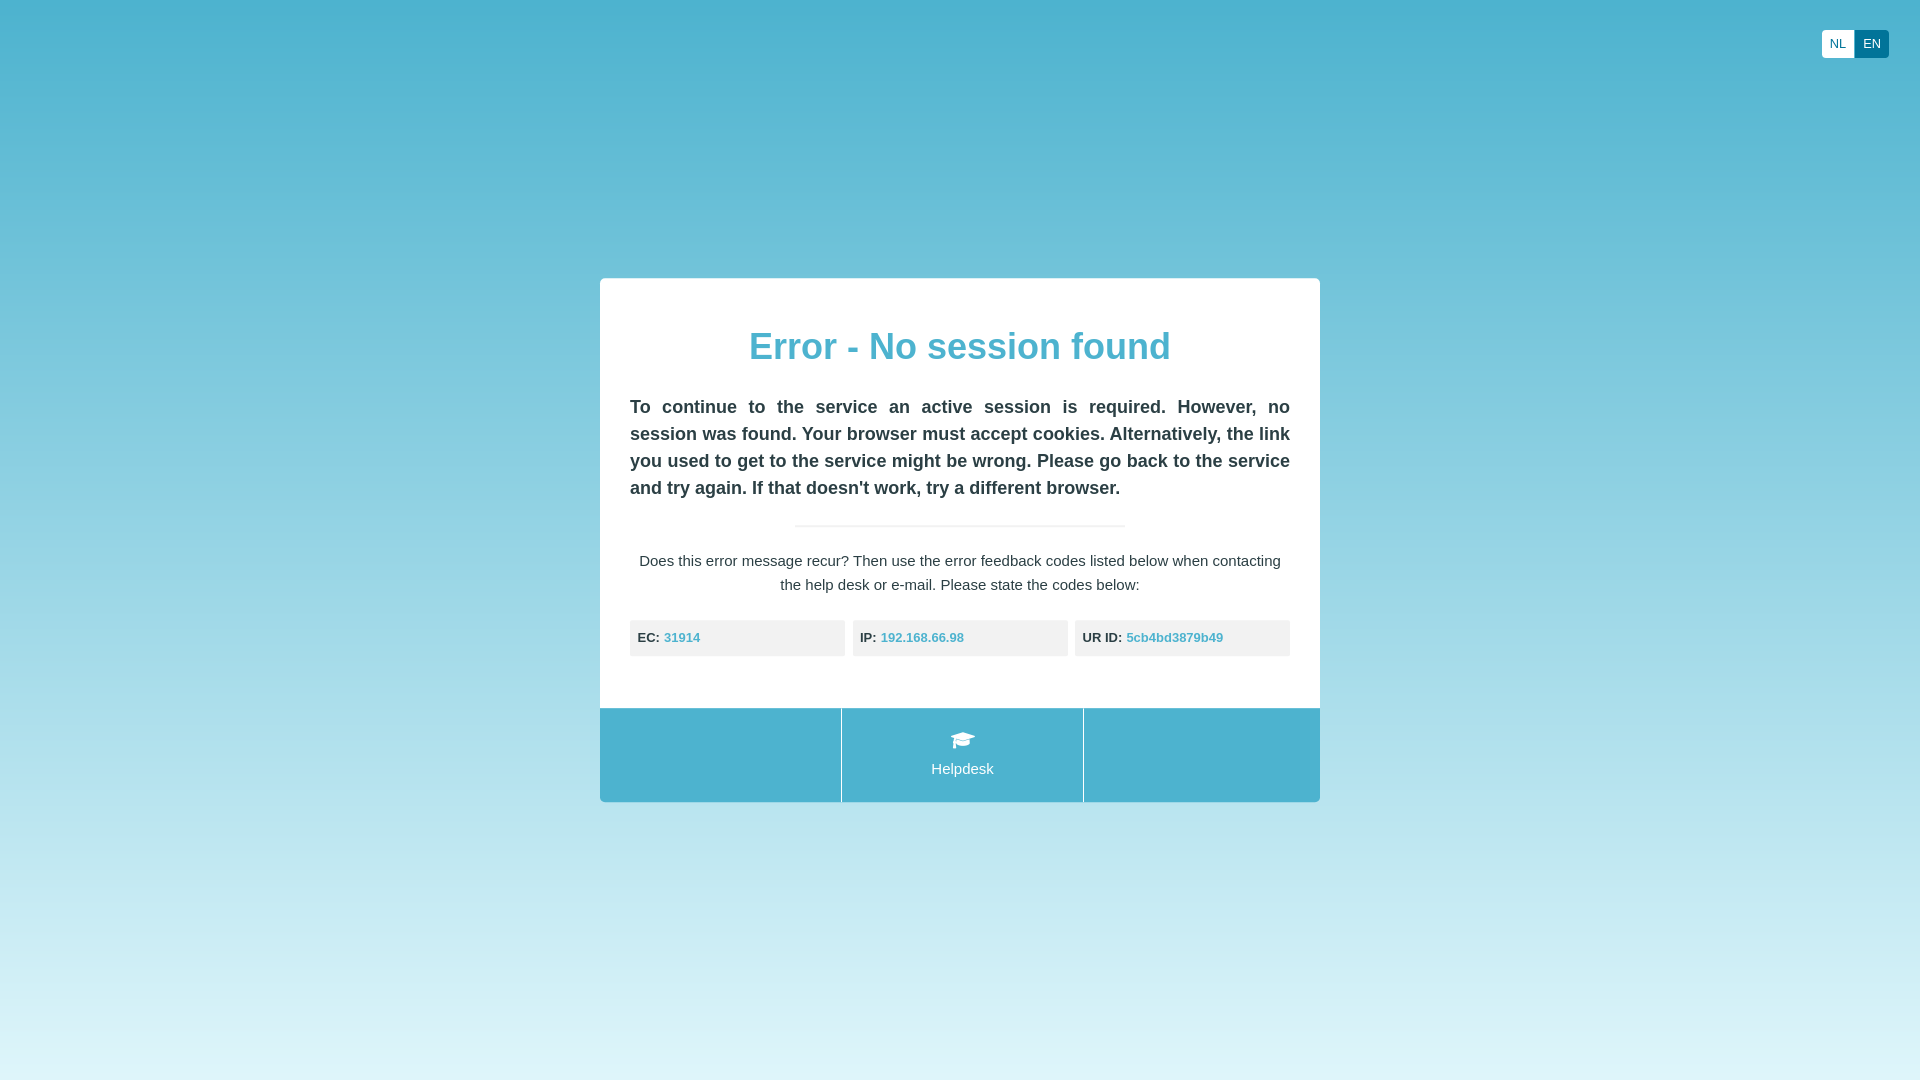 NL EN
Error - No session found
To continue to the service an active session is required. However, no
session was found. Your browser must accept cookies. Alternatively, the link
you used to get to the service might be wrong. Please go back to the service
and try again. If that doesn't work, try a different browser.
Does this error message recur? Then use the error feedback codes listed below when contacting
the help desk or e-mail. Please state the codes below:
EC: 31914 IP: 192.168.66.98 UR ID: 5cb4bd3879b49
Helpdesk